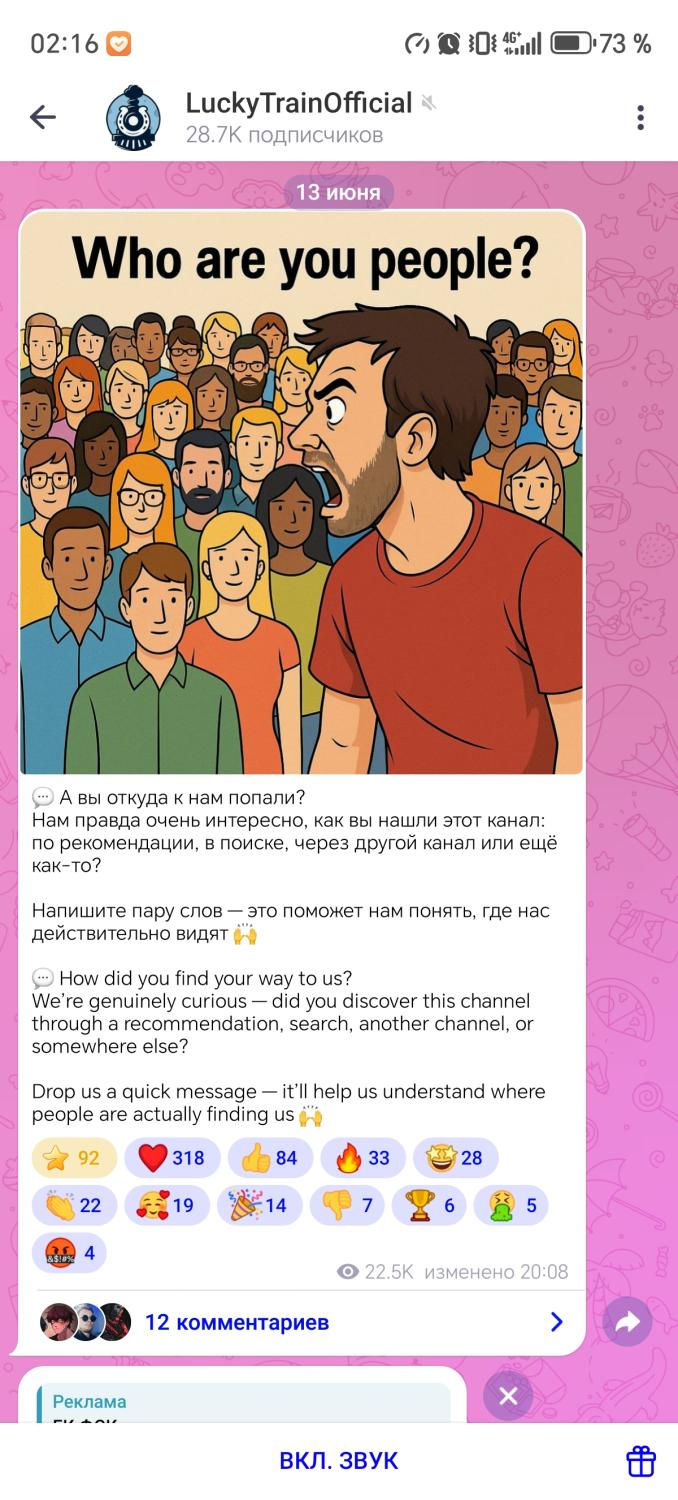 02:16
4G+
73 %
LuckyTrainOfficial
28.7K подписчиков
13 июня
Who are you people?
💬 А вы откуда к нам попали?
Нам правда очень интересно, как вы нашли этот канал:
по рекомендации, в поиске, через другой канал или ещё
как-то?
Напишите пару слов — это поможет нам понять, где нас
действительно видят 🙌
💬 How did you find your way to us?
We're genuinely curious — did you discover this channel
through a recommendation, search, another channel, or
somewhere else?
Drop us a quick message — it'll help us understand where
people are actually finding us 🙌
⭐ 92 ❤️ 318 👍 84 🔥 33 🤩 28
👏 22 🥰 19 🎉 14 👎 7 🏆 6 🤮 5
🤬 4
22.5K изменено 20:08
12 комментариев
Реклама
ВКЛ. ЗВУК